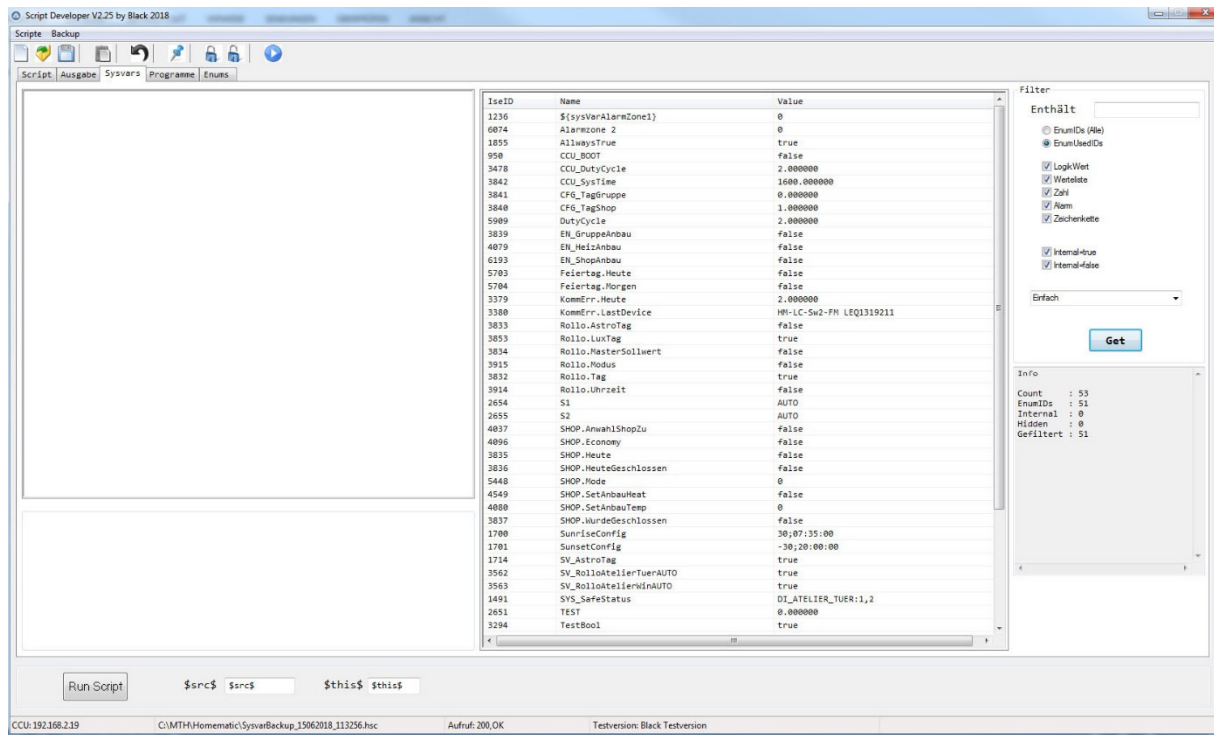 Script Developer V2.25 by Black 2018
Scripte Backup
Script Ausgabe Sysvars Programme Enums
IseID Name Value
1236 ${sysVarAlarmZone1} 0
6074 Alarmzone 2 0
1855 AllwaysTrue true
950 CCU_BOOT false
3478 CCU_DutyCycle 2.000000
3842 CCU_SysTime 1600.000000
3841 CFG_TagGruppe 0.000000
3840 CFG_TagShop 1.000000
5909 DutyCycle 2.000000
3839 EN_GruppeAnbau false
4079 EN_HeizAnbau false
6193 EN_ShopAnbau false
5703 Feiertag.Heute false
5704 Feiertag.Morgen false
3379 KommErr.Heute 2.000000
3380 KommErr.LastDevice HM-LC-Sw2-FM LEQ1319211
3833 Rollo.AstroTag false
3853 Rollo.LuxTag true
3834 Rollo.MasterSollwert false
3915 Rollo.Modus false
3832 Rollo.Tag true
3914 Rollo.Uhrzeit false
2654 S1 AUTO
2655 S2 AUTO
4037 SHOP.AnwahlShopZu false
4096 SHOP.Economy false
3835 SHOP.Heute false
3836 SHOP.HeuteGeschlossen false
5448 SHOP.Mode 0
4549 SHOP.SetAnbauHeat false
4080 SHOP.SetAnbauTemp 0
3837 SHOP.WurdeGeschlossen false
1700 SunriseConfig 30;07:35:00
1701 SunsetConfig -30;20:00:00
1714 SV_AstroTag true
3562 SV_RolloAtelierTuerAUTO true
3563 SV_RolloAtelierWinAUTO true
1491 SYS_SafeStatus DI_ATELIER_TUER:1,2
2651 TEST 0.000000
3294 TestBool true
Filter
Enthält
EnumIDs (Alle)
EnumUsedIDs
LogikWert
Werteliste
Zahl
Alarm
Zeichenkette
Internal=true
Internal=false
Einfach
Get
Info
Count : 53
EnumIDs : 51
Internal : 0
Hidden : 0
Gefiltert : 51
Run Script $src$ $src$ $this$ $this$
CCU: 192.168.2.19 C:\MTH\Homematic\SysvarBackup_15062018_113256.hsc Aufruf: 200,OK Testversion: Black Testversion